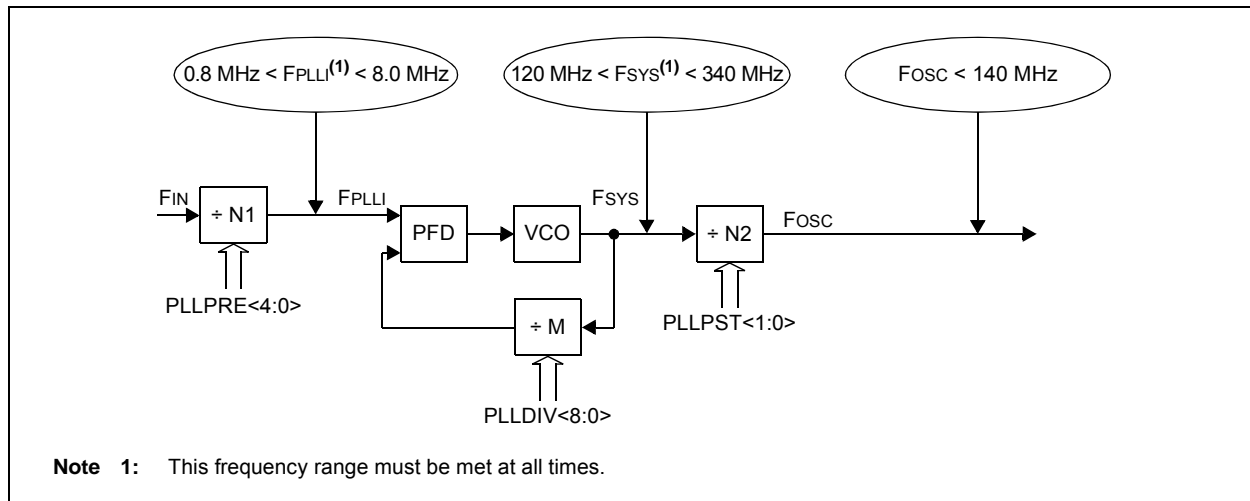 0.8 MHz < FPLLI(1) < 8.0 MHz
120 MHz < FSYS(1) < 340 MHz
FOSC < 140 MHz
FIN
÷ N1
FPLLI
PFD
VCO
FSYS
÷ N2
FOSC
PLLPRE<4:0>
÷ M
PLLPST<1:0>
PLLDIV<8:0>
Note 1: This frequency range must be met at all times.